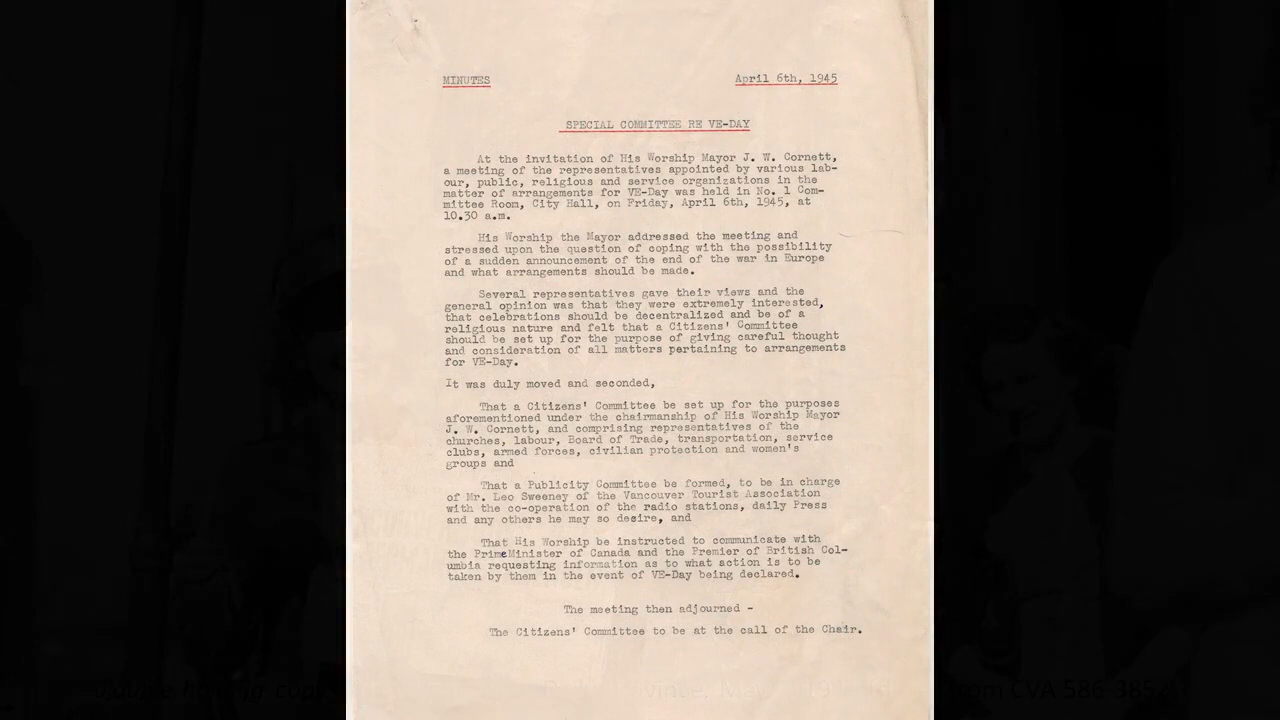 MINUTES
April 6th, 1945
SPECIAL COMMITTEE RE VE-DAY
At the invitation of His Worship Mayor J. W. Cornett,
a meeting of the representatives appointed by various lab-
our, public, religious and service organizations in the
matter of arrangements for VE-Day was held in No. 1 Com-
mittee Room, City Hall, on Friday, April 6th, 1945, at
10.30 a.m.
His Worship the Mayor addressed the meeting and
stressed upon the question of coping with the possibility
of a sudden announcement of the end of the war in Europe
and what arrangements should be made.
Several representatives gave their views and the
general opinion was that they were extremely interested,
that celebrations should be decentralized and be of a
religious nature and felt that a Citizens' Committee
should be set up for the purpose of giving careful thought
and consideration of all matters pertaining to arrangements
for VE-Day.
It was duly moved and seconded,
That a Citizens' Committee be set up for the purposes
aforementioned under the chairmanship of His Worship Mayor
J. W. Cornett, and comprising representatives of the
churches, labour, Board of Trade, transportation, service
clubs, armed forces, civilian protection and women's
groups and
That a Publicity Committee be formed, to be in charge
of Mr. Leo Sweeney of the Vancouver Tourist Association
with the co-operation of the radio stations, daily Press
and any others he may so desire, and
That His Worship be instructed to communicate with
the PrimeMinister of Canada and the Premier of British Col-
umbia requesting information as to what action is to be
taken by them in the event of VE-Day being declared.
The meeting then adjourned -
The Citizens' Committee to be at the call of the Chair.